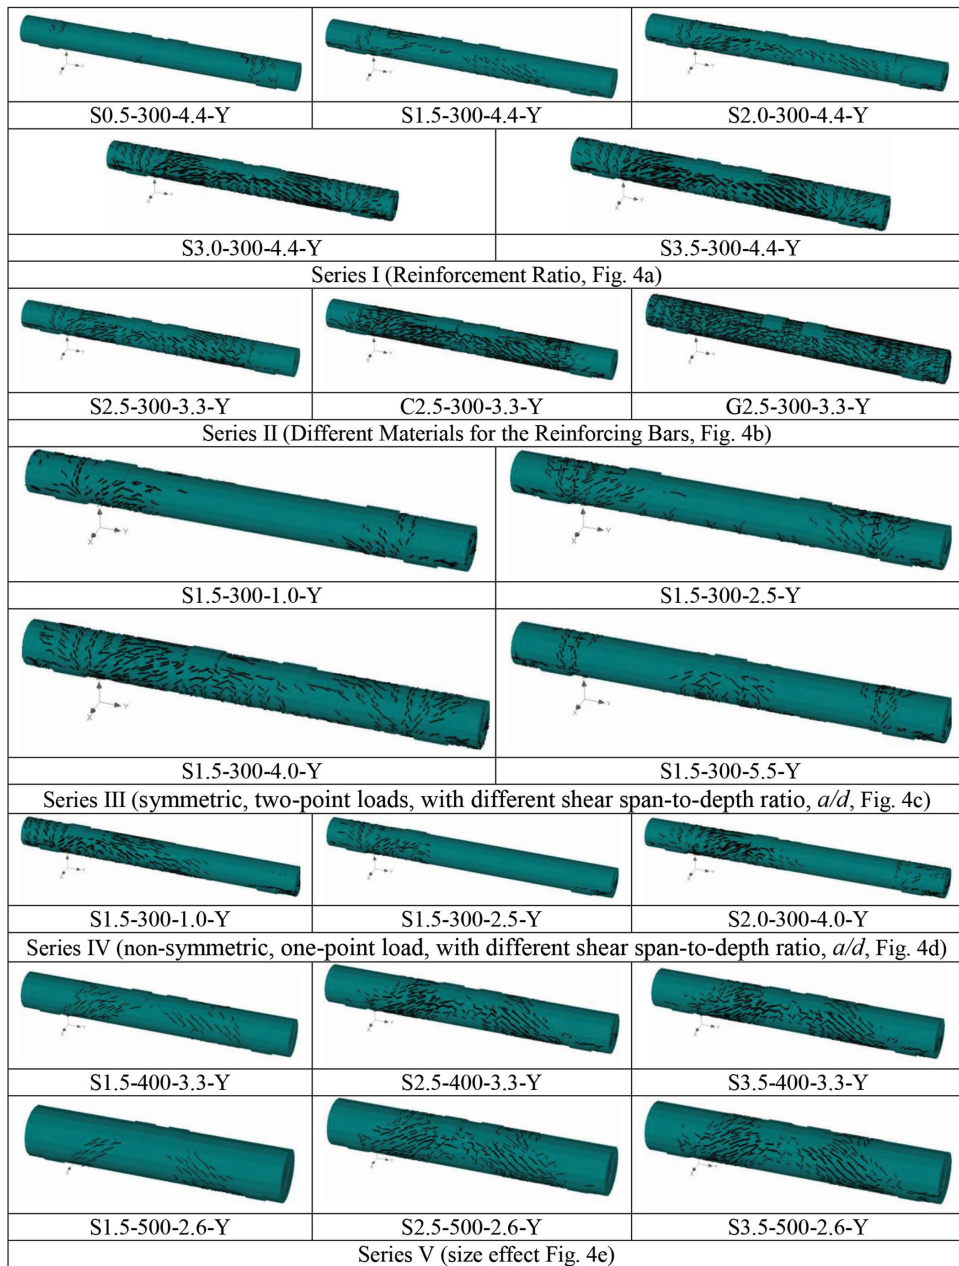 S0.5-300-4.4-Y
S1.5-300-4.4-Y
S2.0-300-4.4-Y
S3.0-300-4.4-Y
S3.5-300-4.4-Y
Series I (Reinforcement Ratio, Fig. 4a)
S2.5-300-3.3-Y
C2.5-300-3.3-Y
G2.5-300-3.3-Y
Series II (Different Materials for the Reinforcing Bars, Fig. 4b)
S1.5-300-1.0-Y
S1.5-300-2.5-Y
S1.5-300-4.0-Y
S1.5-300-5.5-Y
Series III (symmetric, two-point loads, with different shear span-to-depth ratio, a/d, Fig. 4c)
S1.5-300-1.0-Y
S1.5-300-2.5-Y
S2.0-300-4.0-Y
Series IV (non-symmetric, one-point load, with different shear span-to-depth ratio, a/d, Fig. 4d)
S1.5-400-3.3-Y
S2.5-400-3.3-Y
S3.5-400-3.3-Y
S1.5-500-2.6-Y
S2.5-500-2.6-Y
S3.5-500-2.6-Y
Series V (size effect Fig. 4e)